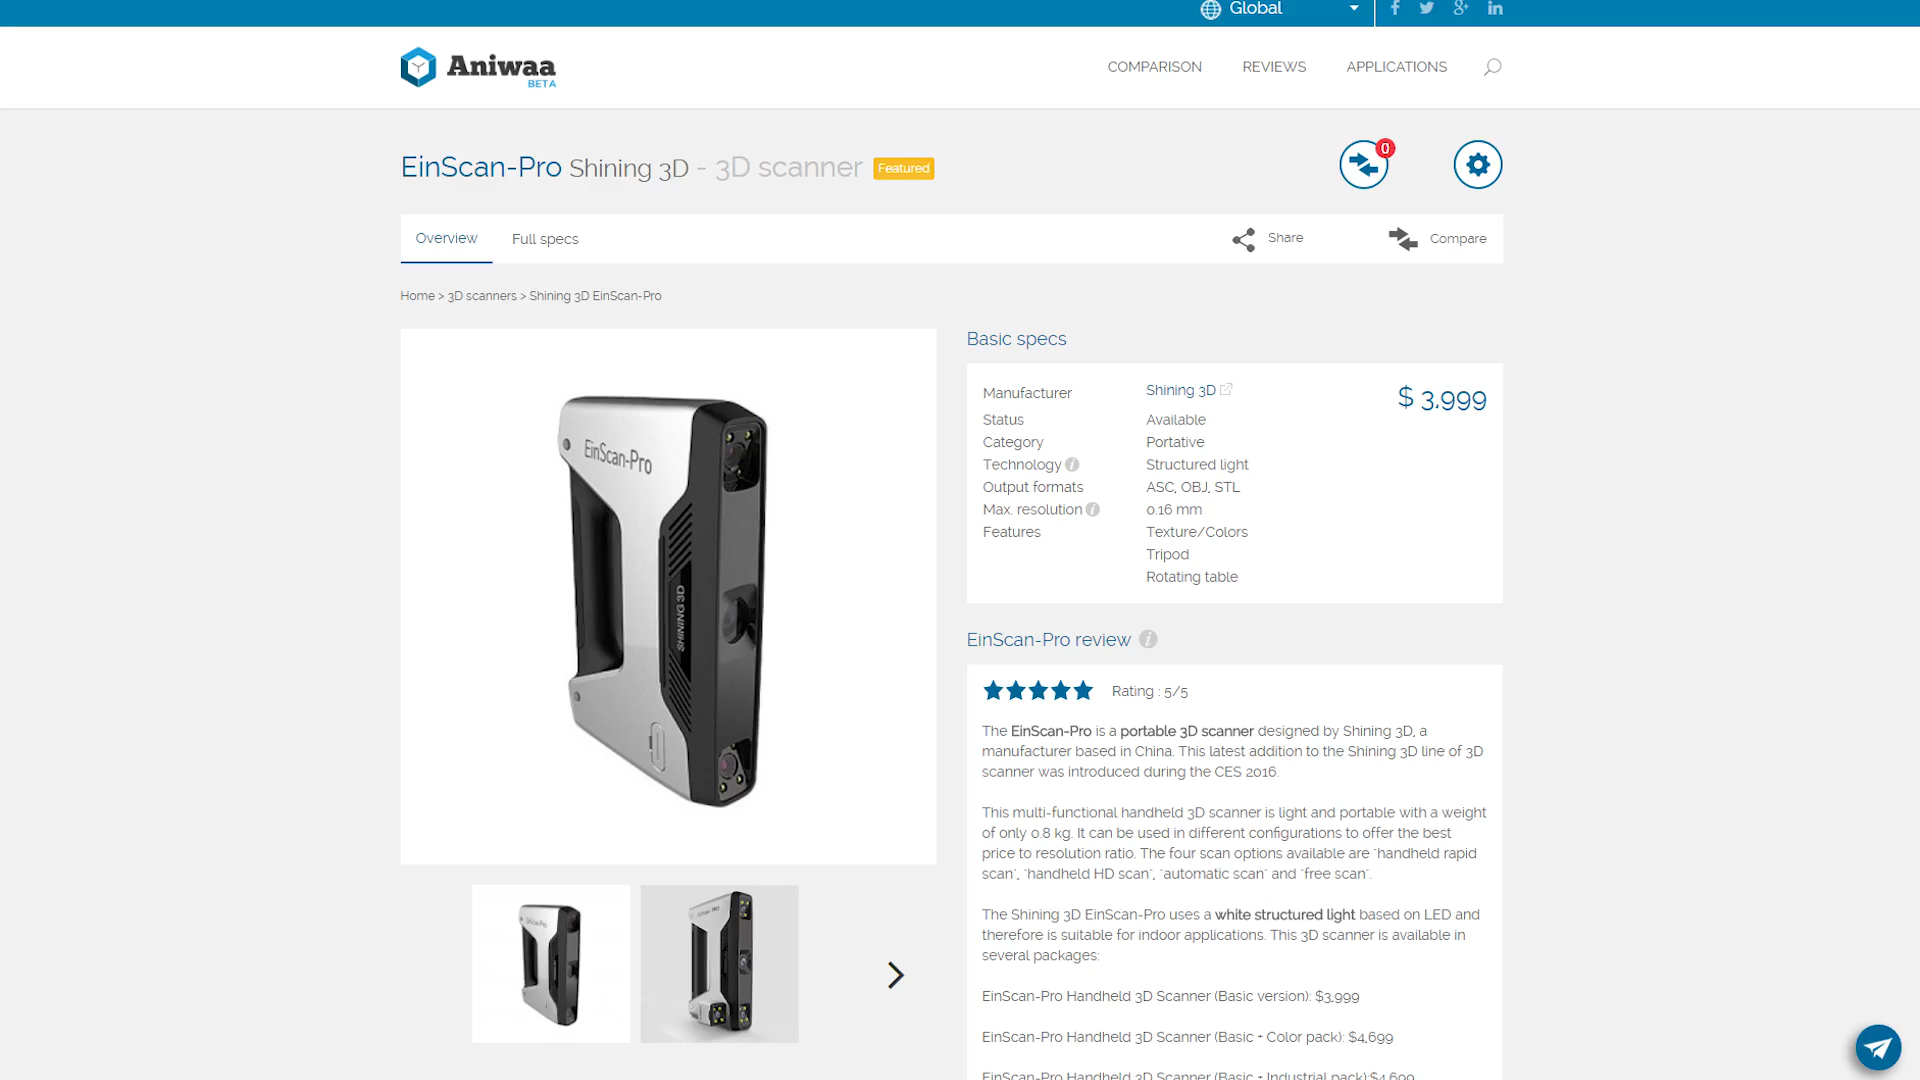 Global
Aniwaa
BETA
COMPARISON REVIEWS APPLICATIONS
EinScan-Pro Shining 3D - 3D scanner Featured
0
Overview Full specs Share Compare
Home > 3D scanners > Shining 3D EinScan-Pro
Basic specs
Manufacturer Shining 3D $ 3,999
Status Available
Category Portative
Technology Structured light
Output formats ASC, OBJ, STL
Max. resolution 0.16 mm
Features Texture/Colors
Tripod
Rotating table
EinScan-Pro
SHINING 3D
EinScan-Pro review
Rating : 5/5
The EinScan-Pro is a portable 3D scanner designed by Shining 3D, a
manufacturer based in China. This latest addition to the Shining 3D line of 3D
scanner was introduced during the CES 2016.
This multi-functional handheld 3D scanner is light and portable with a weight
of only 0.8 kg. It can be used in different configurations to offer the best
price to resolution ratio. The four scan options available are "handheld rapid
scan", "handheld HD scan", "automatic scan" and "free scan".
The Shining 3D EinScan-Pro uses a white structured light based on LED and
therefore is suitable for indoor applications. This 3D scanner is available in
several packages:
EinScan-Pro Handheld 3D Scanner (Basic version): $3,999
EinScan-Pro Handheld 3D Scanner (Basic + Color pack): $4,699
EinScan-Pro Handheld 3D Scanner (Basic + Industrial pack):$4,699